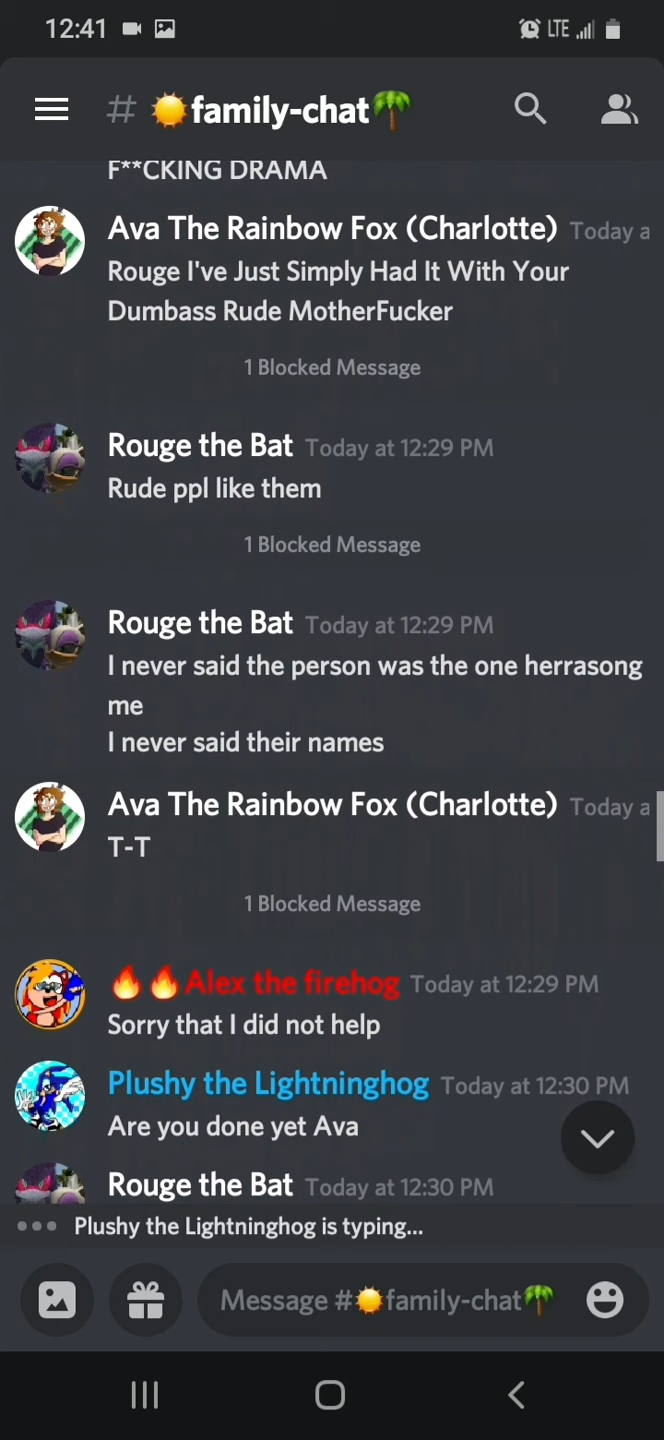 12:41 LTE
# ☀️family-chat🌴
F**CKING DRAMA
Ava The Rainbow Fox (Charlotte) Today a
Rouge I've Just Simply Had It With Your
Dumbass Rude MotherFucker
1 Blocked Message
Rouge the Bat Today at 12:29 PM
Rude ppl like them
1 Blocked Message
Rouge the Bat Today at 12:29 PM
I never said the person was the one herrasong
me
I never said their names
Ava The Rainbow Fox (Charlotte) Today a
T-T
1 Blocked Message
🔥🔥Alex the firehog Today at 12:29 PM
Sorry that I did not help
Plushy the Lightninghog Today at 12:30 PM
Are you done yet Ava
Rouge the Bat Today at 12:30 PM
Plushy the Lightninghog is typing...
Message #☀️family-chat🌴